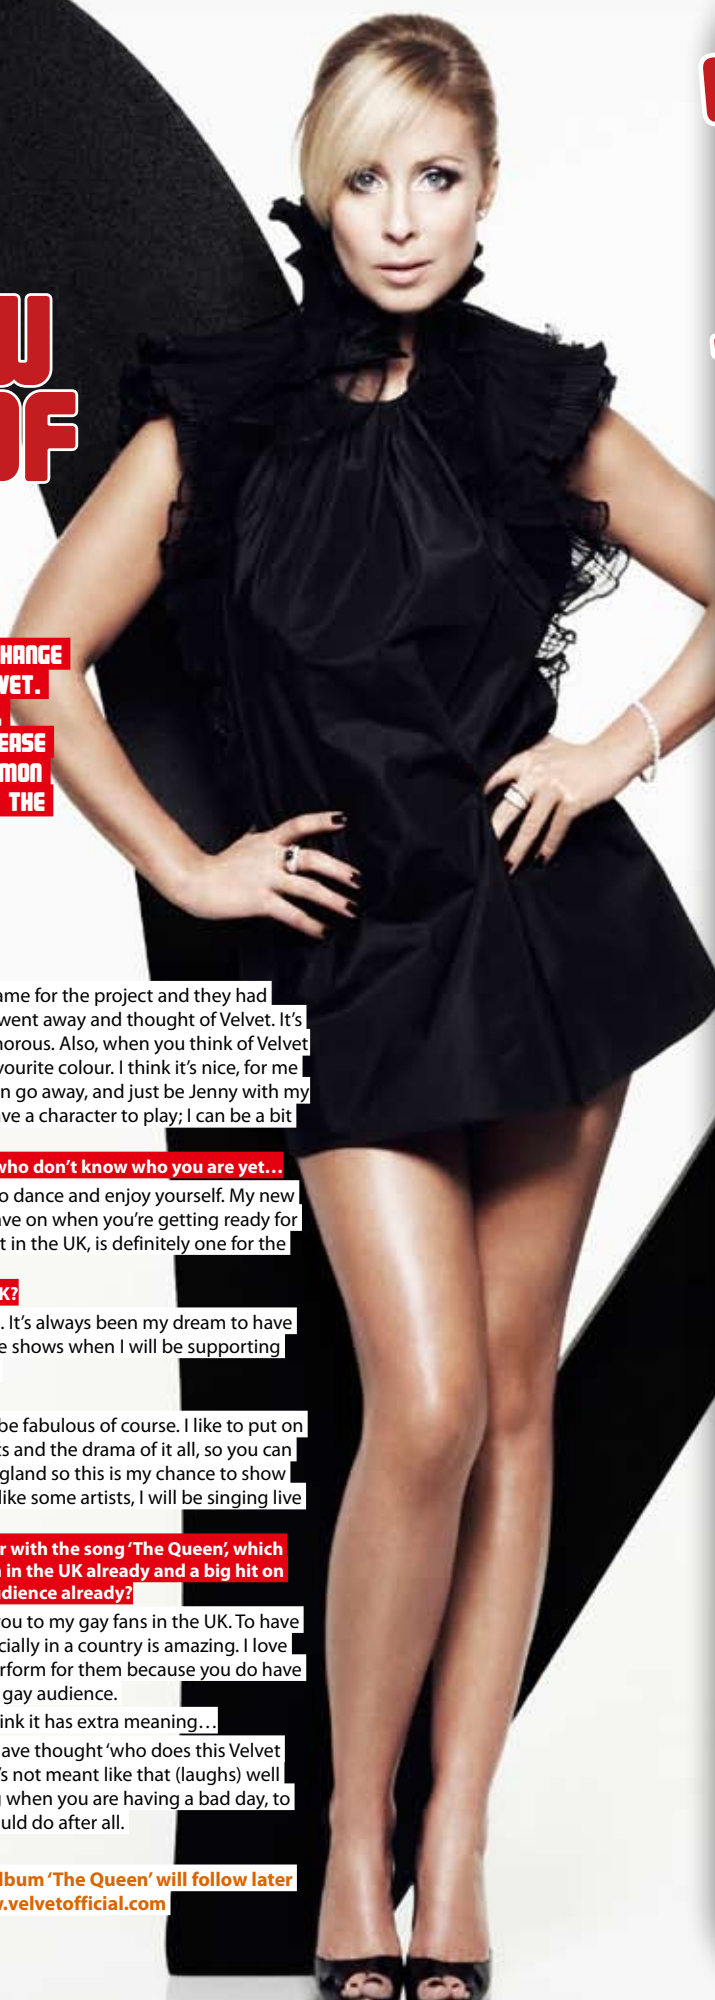 W
OF
HANGE
VET.
EASE
MON
THE
ame for the project and they had
went away and thought of Velvet. It's
morous. Also, when you think of Velvet
vourite colour. I think it's nice, for me
n go away, and just be Jenny with my
ave a character to play; I can be a bit
who don't know who you are yet…
o dance and enjoy yourself. My new
ave on when you're getting ready for
t in the UK, is definitely one for the
K?
. It's always been my dream to have
e shows when I will be supporting
be fabulous of course. I like to put on
ts and the drama of it all, so you can
gland so this is my chance to show
like some artists, I will be singing live
r with the song 'The Queen', which
in the UK already and a big hit on
udience already?
you to my gay fans in the UK. To have
cially in a country is amazing. I love
rform for them because you do have
gay audience.
ink it has extra meaning…
ave thought 'who does this Velvet
's not meant like that (laughs) well
g when you are having a bad day, to
uld do after all.
lbum 'The Queen' will follow later
.velvetofficial.com